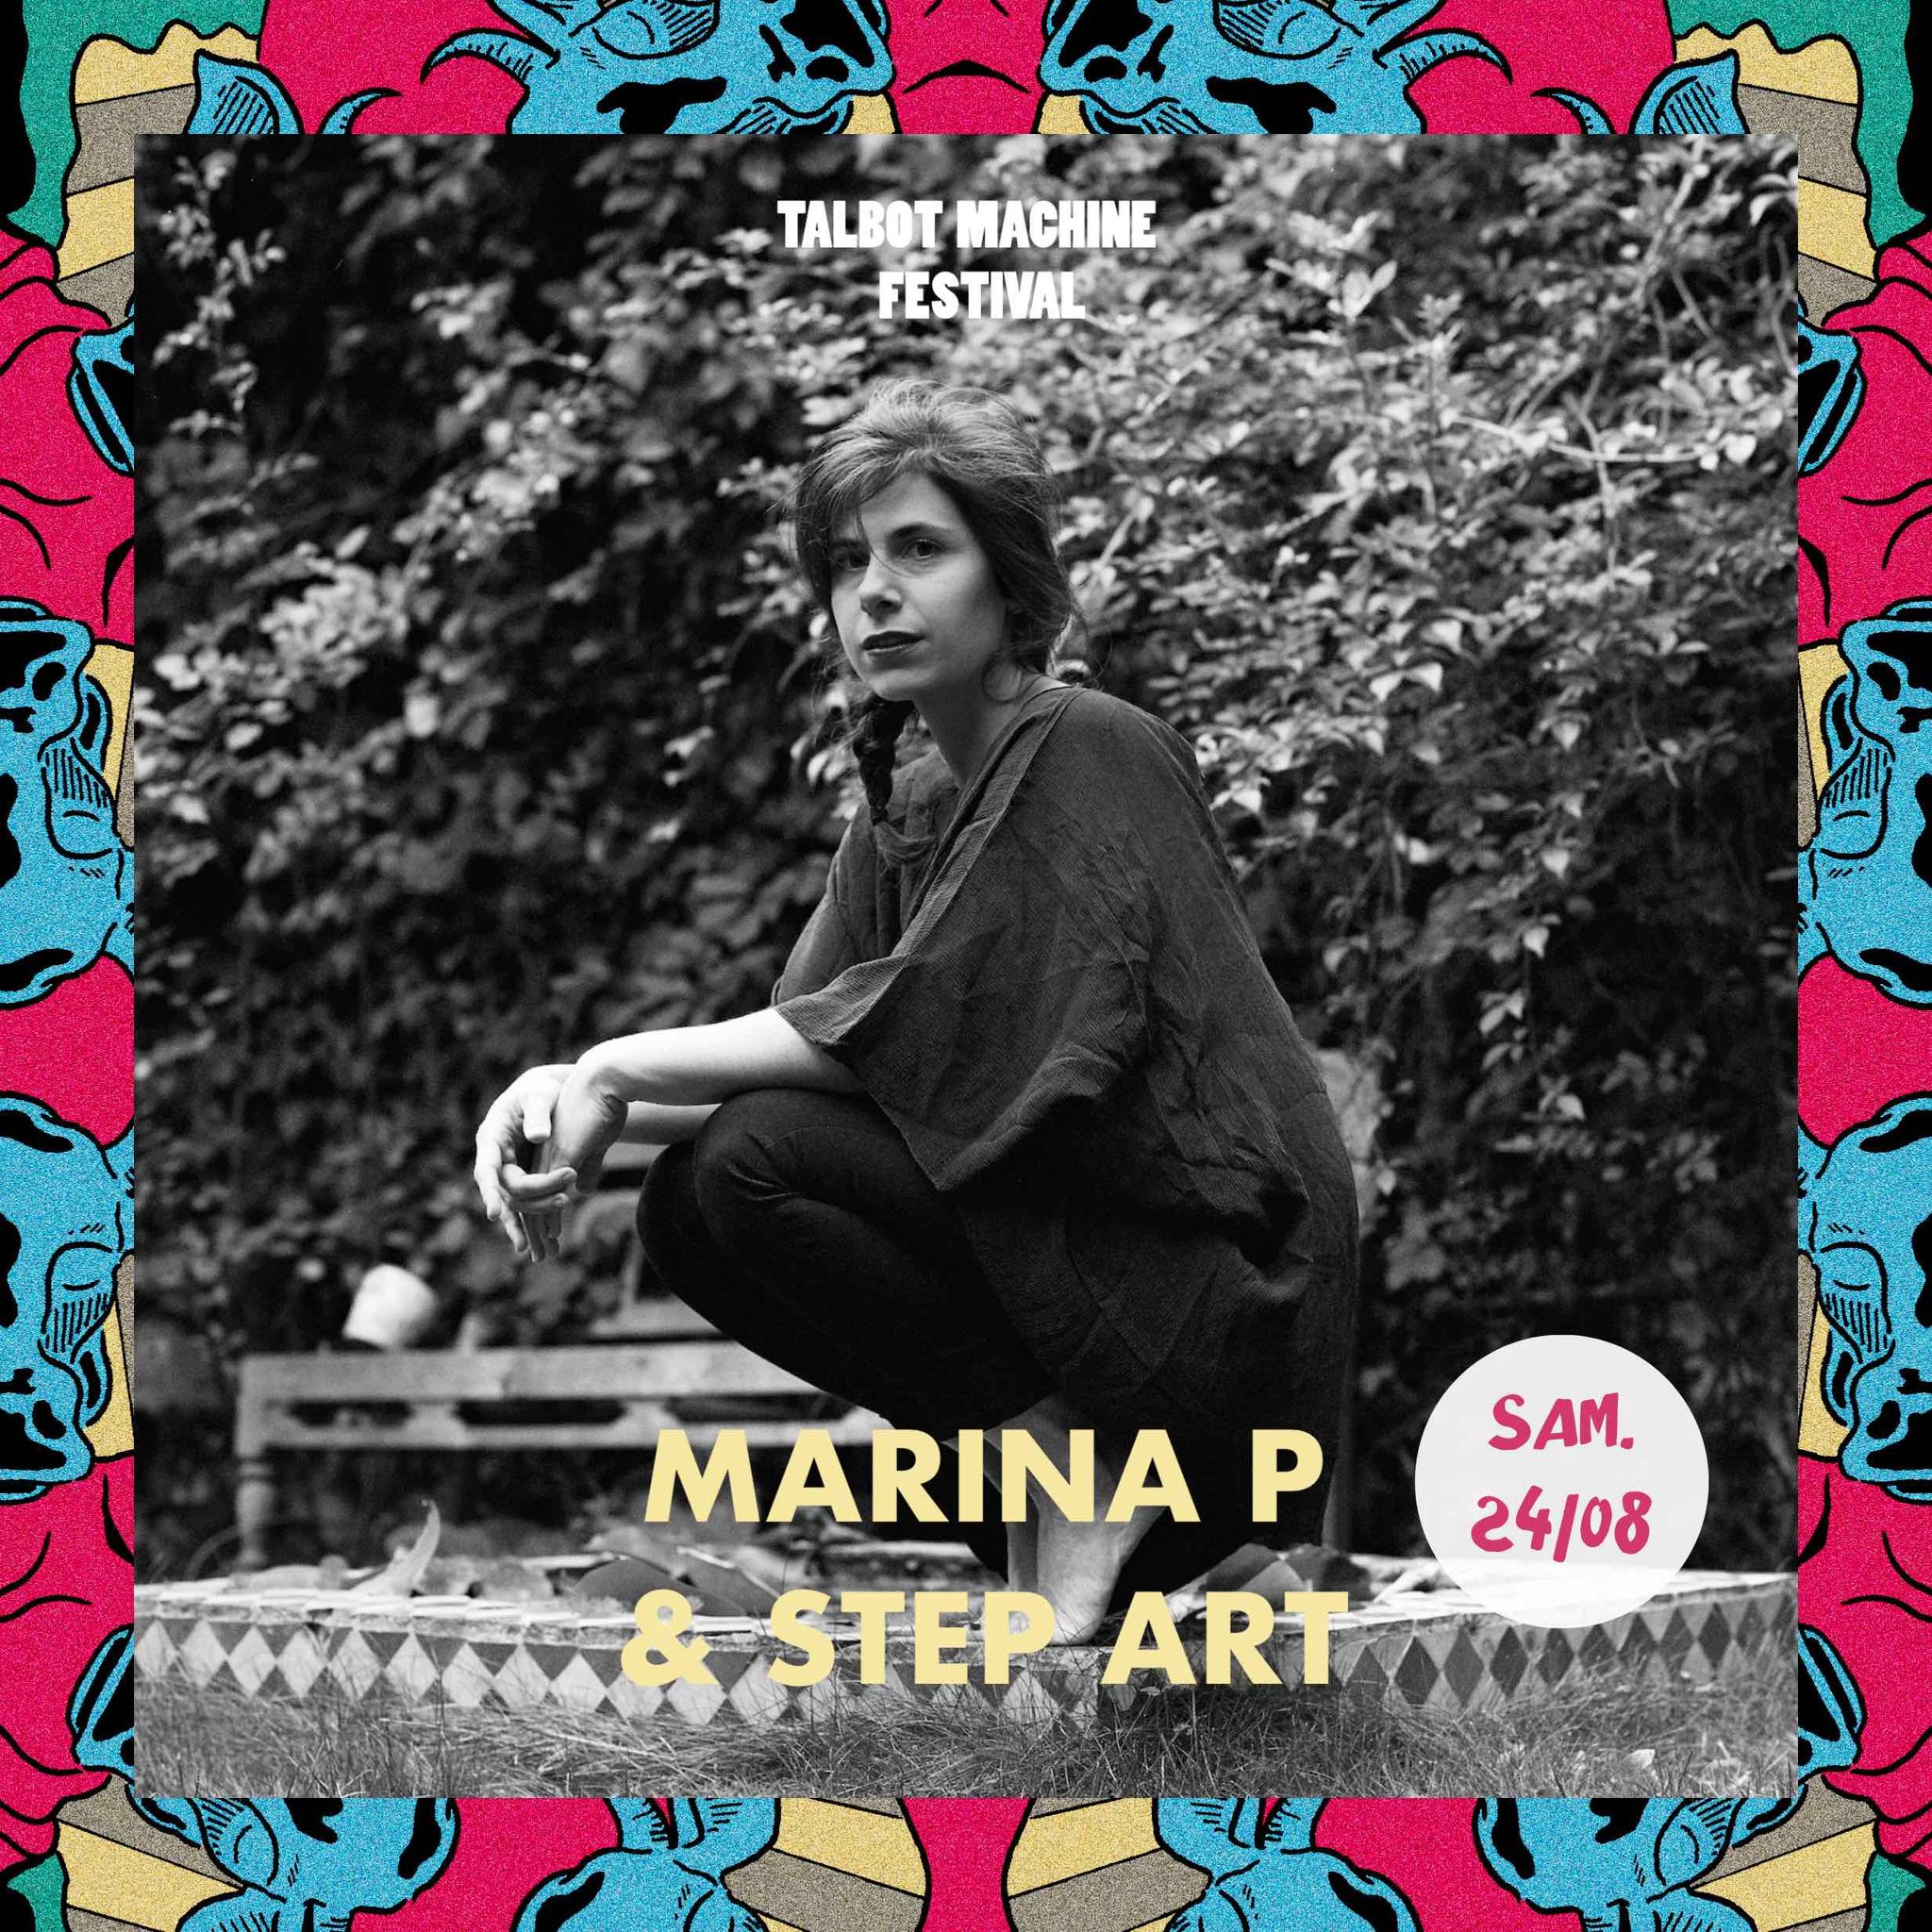 TALBOT MACHINE
FESTIVAL
MARINA P
& STEP ART
SAM.
24/08